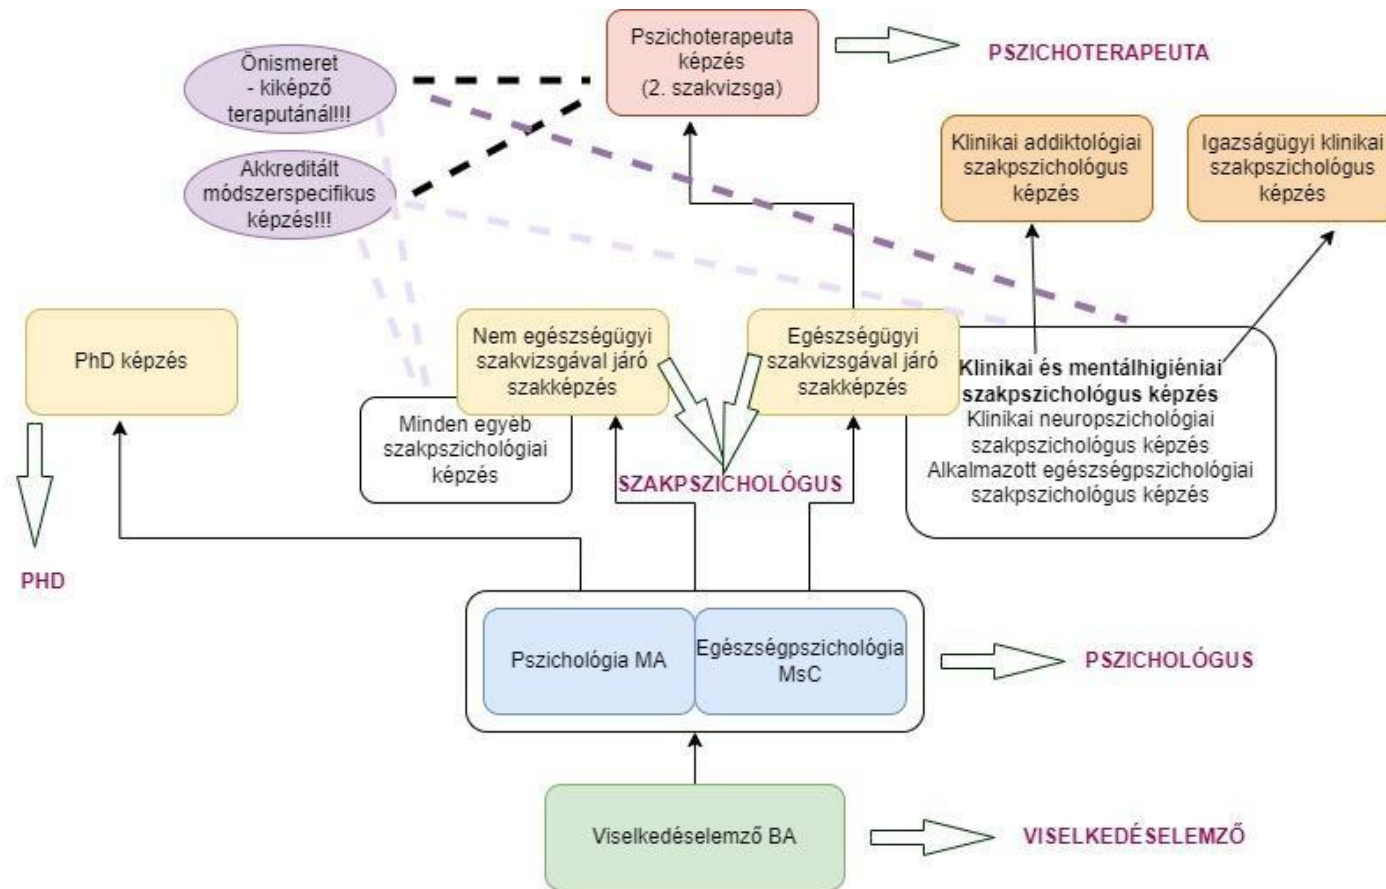 Pszichoterapeuta
képzés
(2. szakvizsga)
PSZICHOTERAPEUTA
Önismeret
- kiképző
teraputánál!!!
Akkreditált
módszerspecifikus
képzés!!!
Klinikai addiktológiai
szakpszichológus
képzés
Igazságügyi klinikai
szakpszichológus
képzés
PhD képzés
Nem egészségügyi
szakvizsgával járó
szakképzés
Egészségügyi
szakvizsgával járó
szakképzés
Klinikai és mentálhigiéniai
szakpszichológus képzés
Klinikai neuropszichológiai
szakpszichológus képzés
Alkalmazott egészségpszichológiai
szakpszichológus képzés
Minden egyéb
szakpszichológiai
képzés
SZAKPSZICHOLÓGUS
PHD
Pszichológia MA
Egészségpszichológia
MsC
PSZICHOLÓGUS
Viselkedéselemző BA
VISELKEDÉSELEMZŐ